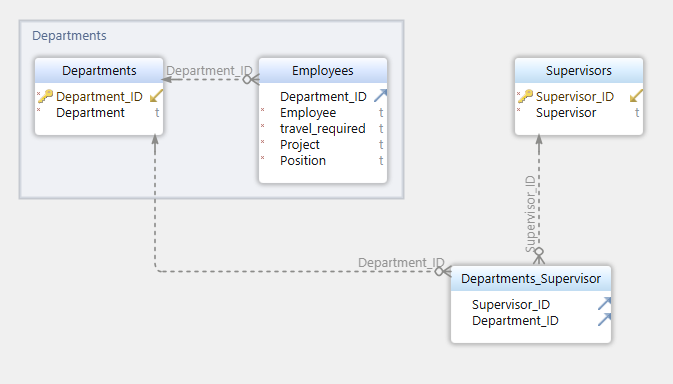 Departments
Departments
Department_ID
Department t
Department_ID
Employees
Department_ID
Employee t
travel_required t
Project t
Position t
Supervisors
Supervisor_ID
Supervisor t
Supervisor_ID
Department_ID
Departments_Supervisor
Supervisor_ID
Department_ID